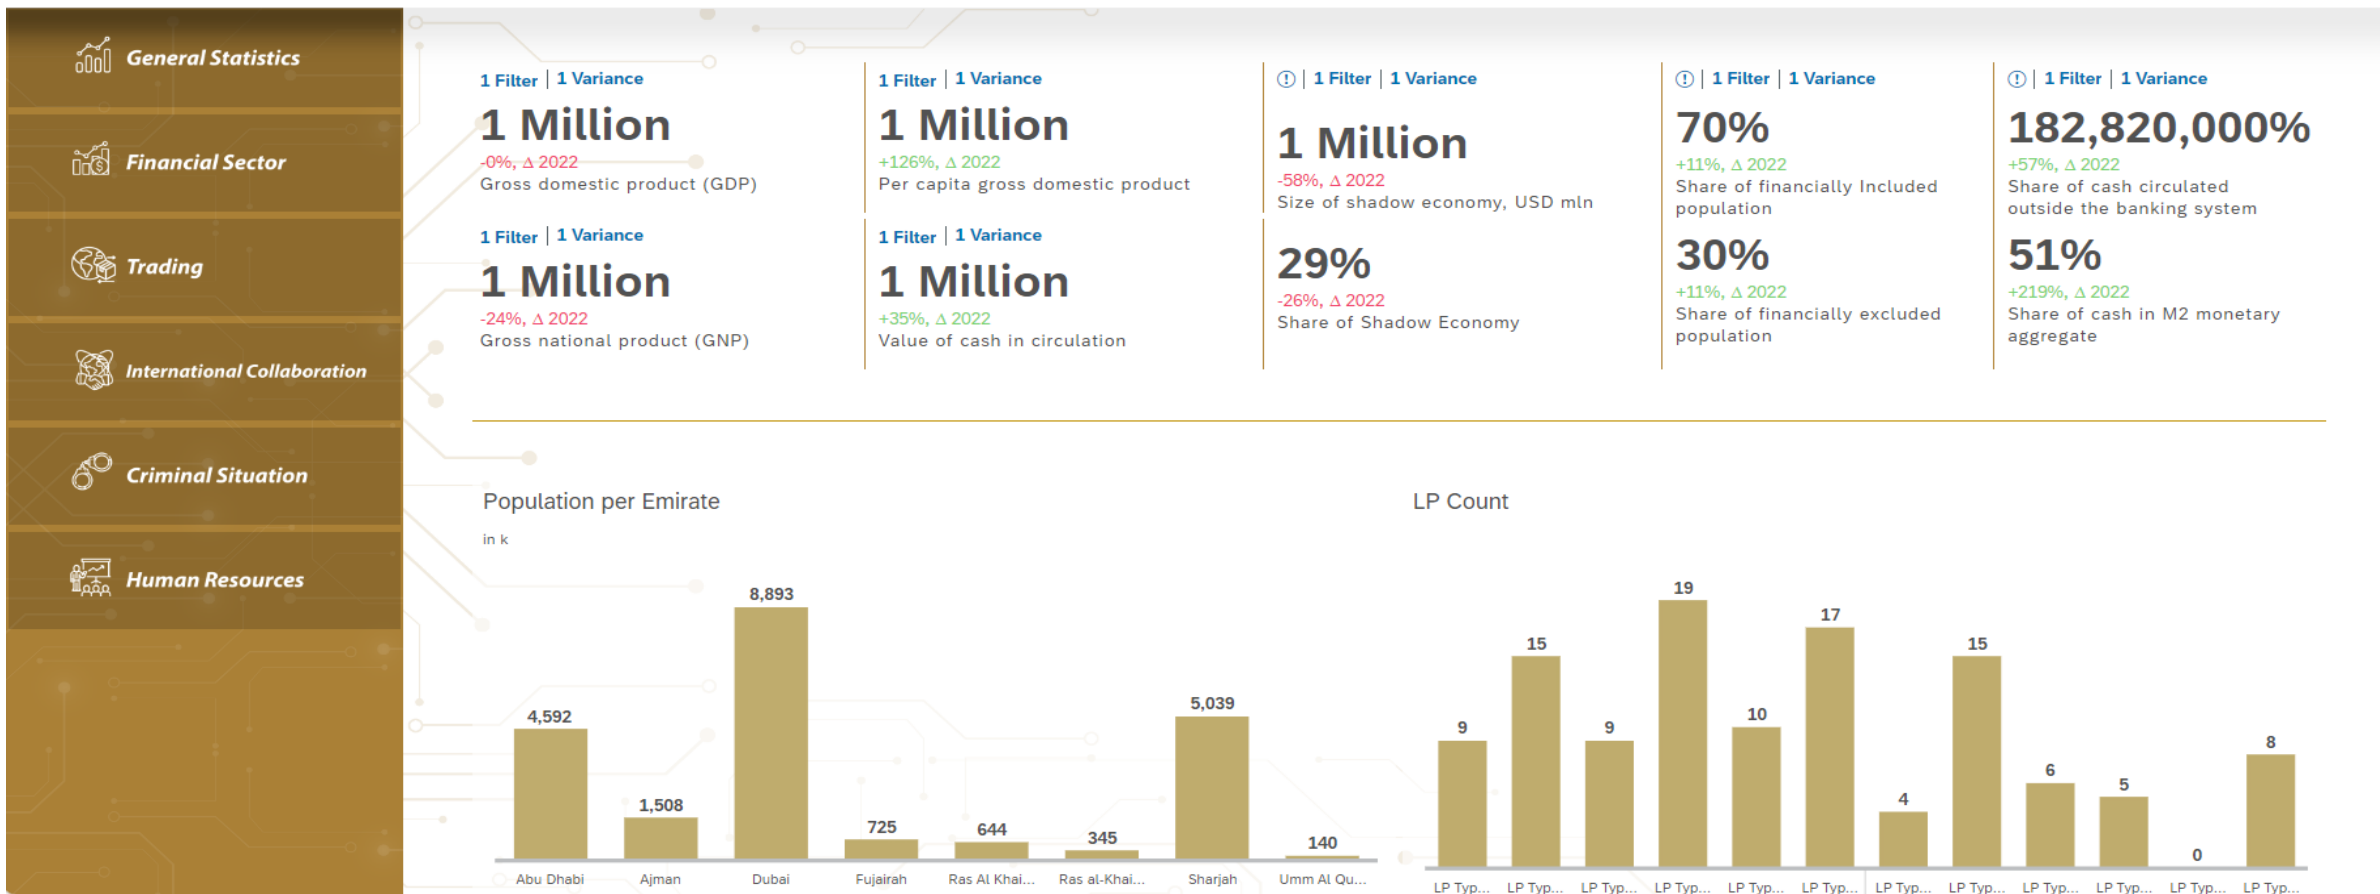 General Statistics
Financial Sector
Trading
International Collaboration
Criminal Situation
Human Resources
1 Filter | 1 Variance
1 Million
-0%, Δ 2022
Gross domestic product (GDP)
1 Filter | 1 Variance
1 Million
-24%, Δ 2022
Gross national product (GNP)
1 Filter | 1 Variance
1 Million
+126%, Δ 2022
Per capita gross domestic product
1 Filter | 1 Variance
1 Million
+35%, Δ 2022
Value of cash in circulation
1 Filter | 1 Variance
1 Million
-58%, Δ 2022
Size of shadow economy, USD mln
29%
-26%, Δ 2022
Share of Shadow Economy
1 Filter | 1 Variance
70%
+11%, Δ 2022
Share of financially Included
population
30%
+11%, Δ 2022
Share of financially excluded
population
1 Filter | 1 Variance
182,820,000%
+57%, Δ 2022
Share of cash circulated
outside the banking system
51%
+219%, Δ 2022
Share of cash in M2 monetary
aggregate
Population per Emirate
in k
4,592 1,508 8,893 725 644 345 5,039 140
Abu Dhabi Ajman Dubai Fujairah Ras Al Khai... Ras al-Khai... Sharjah Umm Al Qu...
LP Count
9 15 9 19 10 17 4 15 6 5 0 8
LP Typ... LP Typ... LP Typ... LP Typ... LP Typ... LP Typ... LP Typ... LP Typ... LP Typ... LP Typ... LP Typ... LP Typ...